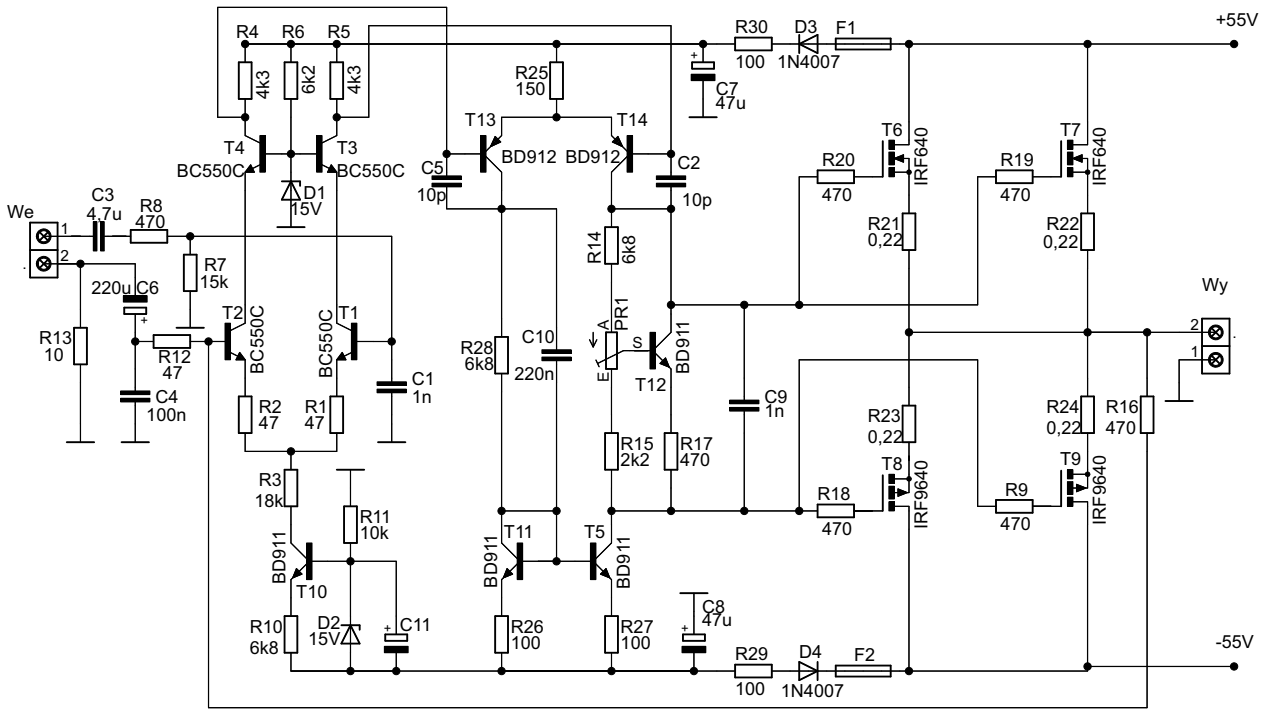 R4 R6 R5
4k3 6k2 4k3
R30 D3 F1 +55V
100 1N4007
+ C7
47u
R25
150
T13 T14
BD912 BD912
T4 T3
BC550C BC550C
D1
15V
C5
10p
C2
10p
T6 T7
IRF640 IRF640
R20 R19
470 470
We
1
2
.
C3
4,7u
R8
470
R7
15k
220u C6
+
R21 R22
0,22 0,22
R14
6k8
A
PR1
S
E
T12
BD911
T2 T1
BC550C BC550C
R13
10
R12
47
C4
100n
C1
1n
R2 R1
47 47
R28
6k8
C10
220n
R15
2k2
R17
470
C9
1n
Wy
2
1
.
R23 R24 R16
0,22 0,22 470
T8 T9
IRF9640 IRF9640
R18 R9
470 470
R3
18k
R11
10k
BD911
T10
T11 T5
BD911 BD911
R10
6k8
D2
15V
+ C11
R26 R27
100 100
+ C8
47u
R29 D4 F2 -55V
100 1N4007